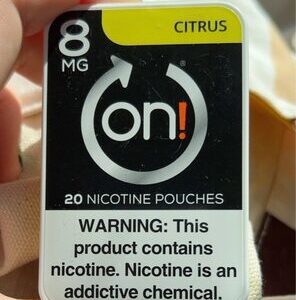 8
MG
CITRUS
on!®
20 NICOTINE POUCHES
WARNING: This
product contains
nicotine. Nicotine is an
addictive chemical.